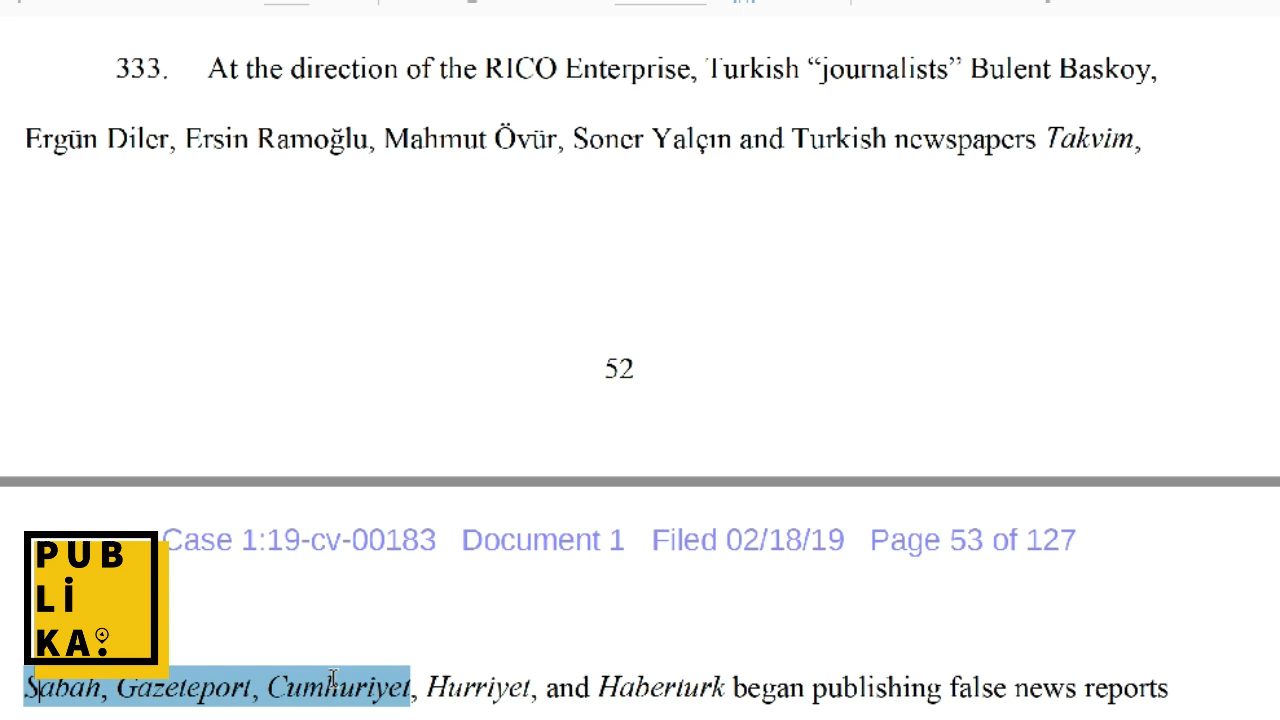 333. At the direction of the RICO Enterprise, Turkish “journalists” Bulent Baskoy,
Ergün Diler, Ersin Ramoğlu, Mahmut Övür, Soner Yalçın and Turkish newspapers Takvim,
52
Case 1:19-cv-00183 Document 1 Filed 02/18/19 Page 53 of 127
PUB
Lİ
KA:
Sabah, Gazeteport, Cumhuriyet, Hurriyet, and Haberturk began publishing false news reports